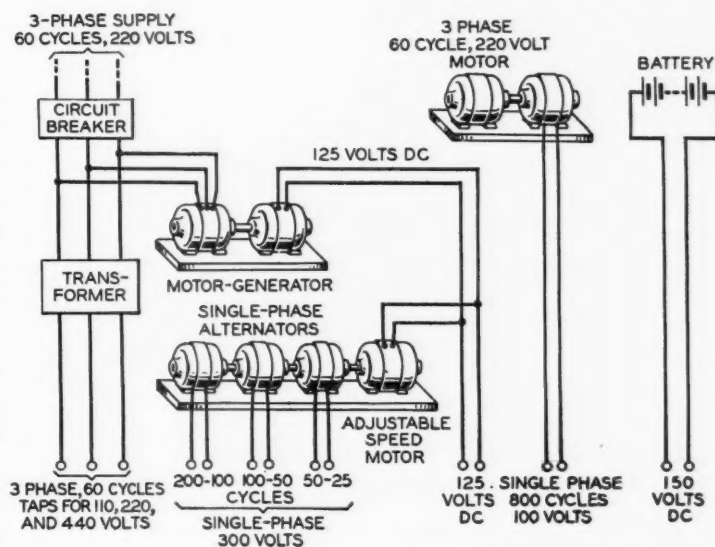 3-PHASE SUPPLY
60 CYCLES, 220 VOLTS
CIRCUIT
BREAKER
3 PHASE
60 CYCLE, 220 VOLT
MOTOR
BATTERY
125 VOLTS DC
MOTOR-GENERATOR
TRANS-
FORMER
SINGLE-PHASE
ALTERNATORS
ADJUSTABLE
SPEED
MOTOR
3 PHASE, 60 CYCLES
TAPS FOR 110, 220,
AND 440 VOLTS
200-100 100-50 50-25
CYCLES
SINGLE-PHASE
300 VOLTS
125
VOLTS
DC
SINGLE PHASE
800 CYCLES
100 VOLTS
150
VOLTS
DC